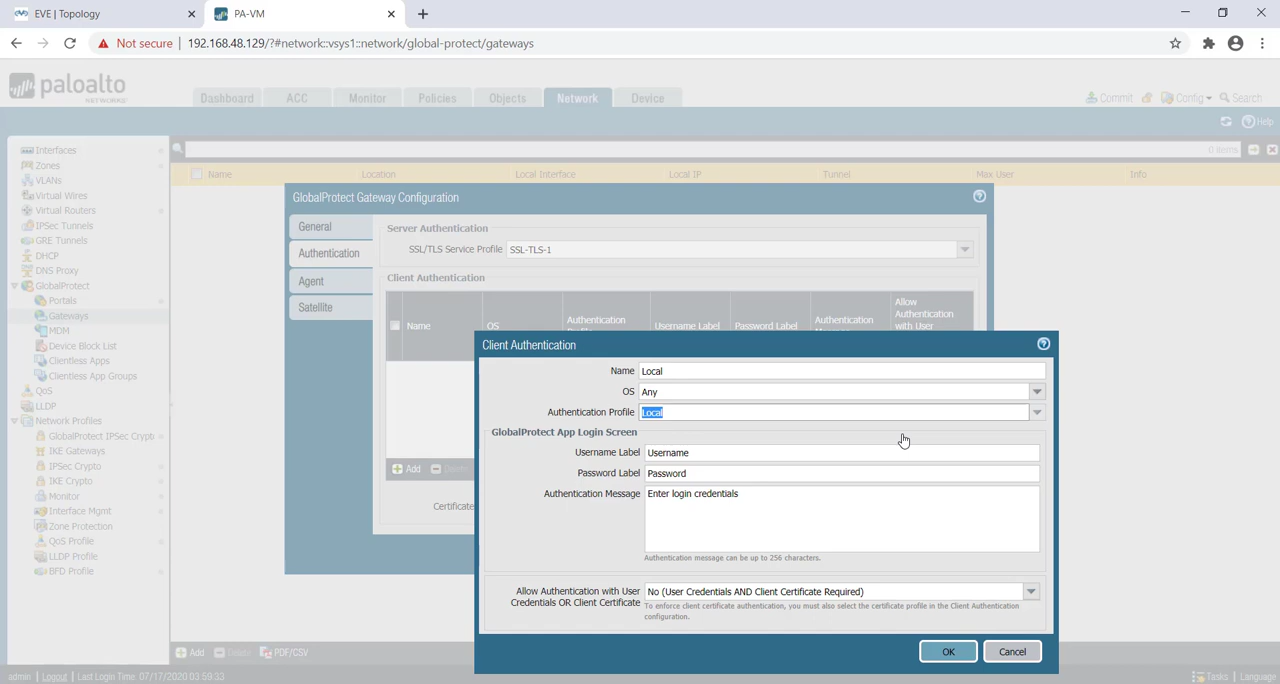 EVE | Topology
PA-VM
Not secure | 192.168.48.129/?#network::vsys1::network/global-protect/gateways
paloalto
NETWORKS
Dashboard ACC Monitor Policies Objects Network Device
Commit Config Search
Help
0 items
Interfaces
Zones
VLANs
Virtual Wires
Virtual Routers
IPSec Tunnels
GRE Tunnels
DHCP
DNS Proxy
GlobalProtect
Portals
Gateways
MDM
Device Block List
Clientless Apps
Clientless App Groups
QoS
LLDP
Network Profiles
GlobalProtect IPSec Crypt
IKE Gateways
IPSec Crypto
IKE Crypto
Monitor
Interface Mgmt
Zone Protection
QoS Profile
LLDP Profile
BFD Profile
Name Location Local Interface Local IP Tunnel Max User Info
GlobalProtect Gateway Configuration
General
Authentication
Agent
Satellite
Server Authentication
SSL/TLS Service Profile SSL-TLS-1
Client Authentication
Name OS Authentication Username Label Password Label Authentication Allow Authentication with User
Add Delete
Certificate
Client Authentication
Name Local
OS Any
Authentication Profile Local
GlobalProtect App Login Screen
Username Label Username
Password Label Password
Authentication Message Enter login credentials
Authentication message can be up to 256 characters.
Allow Authentication with User Credentials OR Client Certificate No (User Credentials AND Client Certificate Required)
To enforce client certificate authentication, you must also select the certificate profile in the Client Authentication
configuration.
OK Cancel
Add Delete PDF/CSV
admin | Logout | Last Login Time: 07/17/2020 03:59:33
Tasks | Language